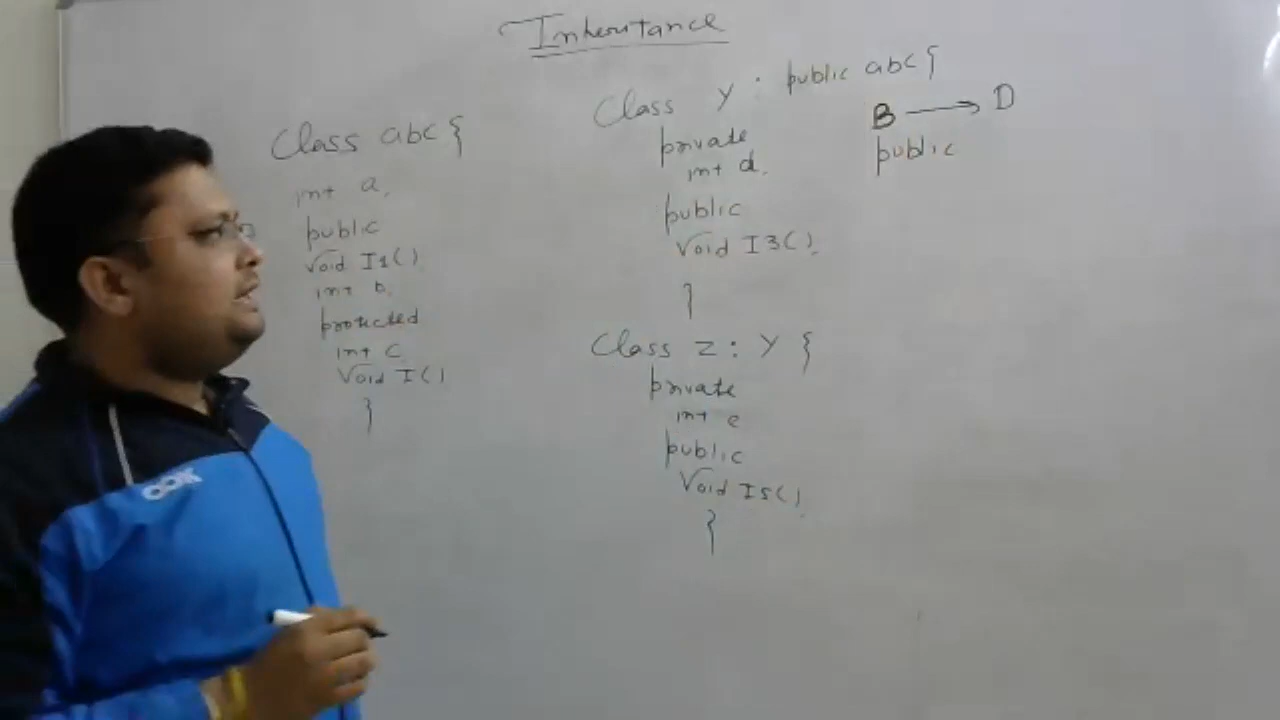 Inheritance
Class abc {
int a,
public
void I1()
int b,
protected
int c
void I()
}
Class Y : public abc {
private
int d,
public
void I3(),
}
Class Z : Y {
private
int e
public
void I5(),
}
B → D
public